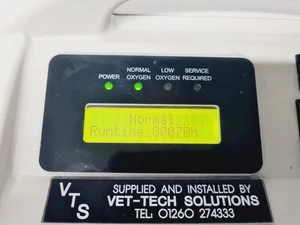 POWER NORMAL OXYGEN LOW OXYGEN SERVICE REQUIRED
Normal
Runtime 00070h
VTS
SUPPLIED AND INSTALLED BY
VET-TECH SOLUTIONS
TEL: 01260 274333